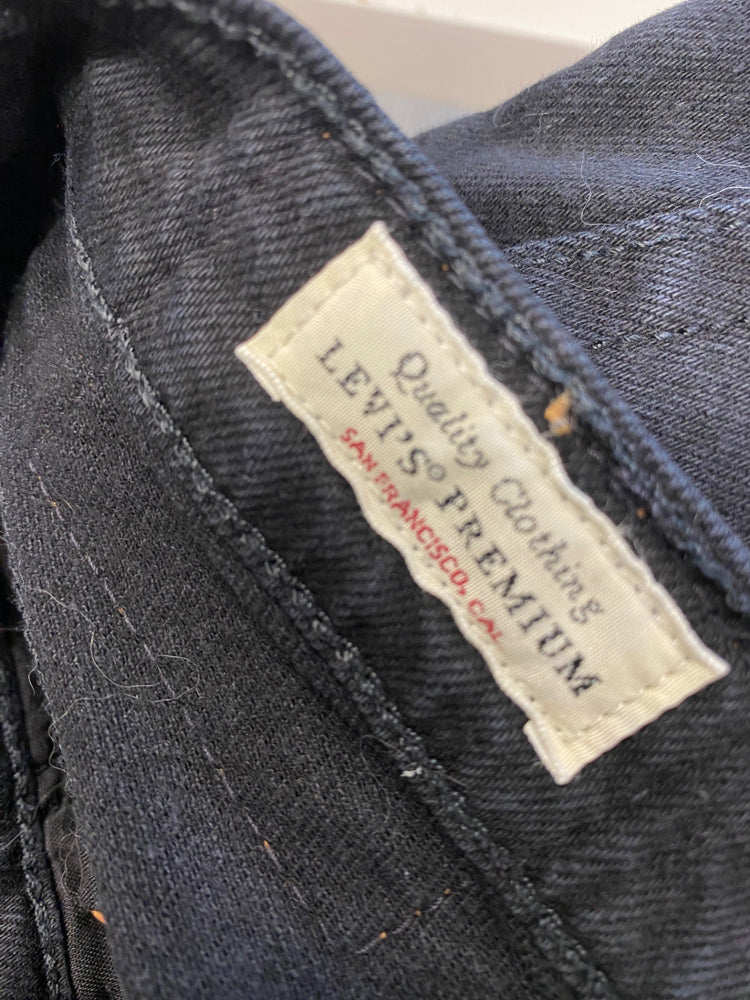 Quality Clothing
LEVI'S® PREMIUM
SAN FRANCISCO, CAL